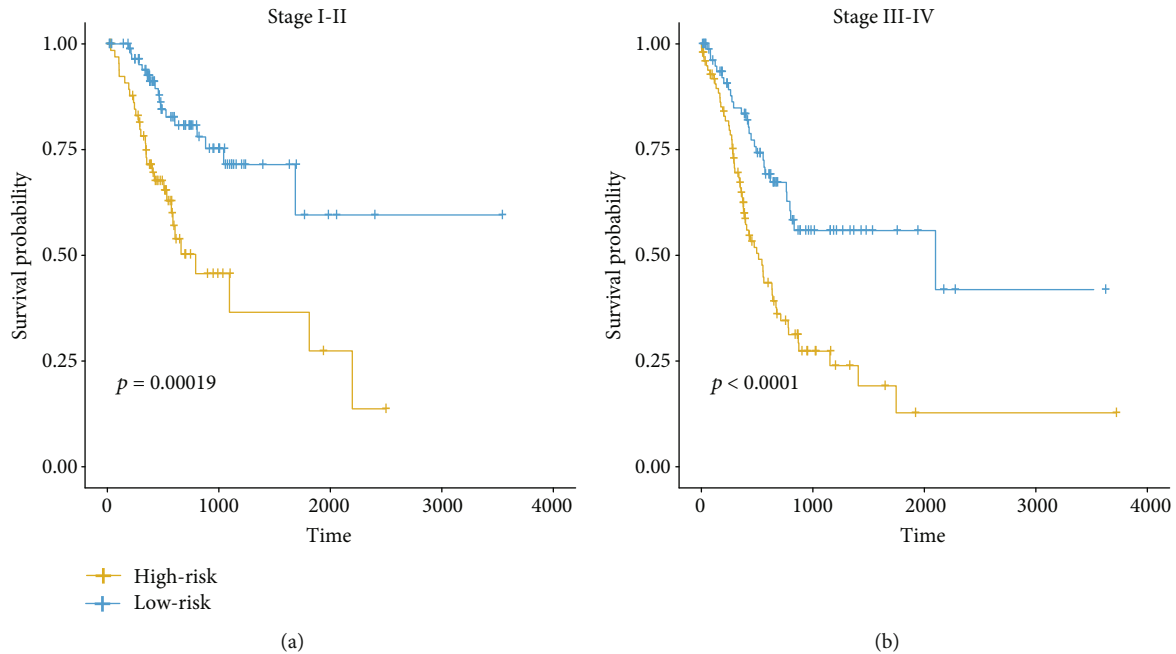 Stage I-II
1.00
0.75
0.50
0.25
0.00
Survival probability
p = 0.00019
0 1000 2000 3000 4000
Time
High-risk
Low-risk
(a)
Stage III-IV
1.00
0.75
0.50
0.25
0.00
Survival probability
p < 0.0001
0 1000 2000 3000 4000
Time
(b)